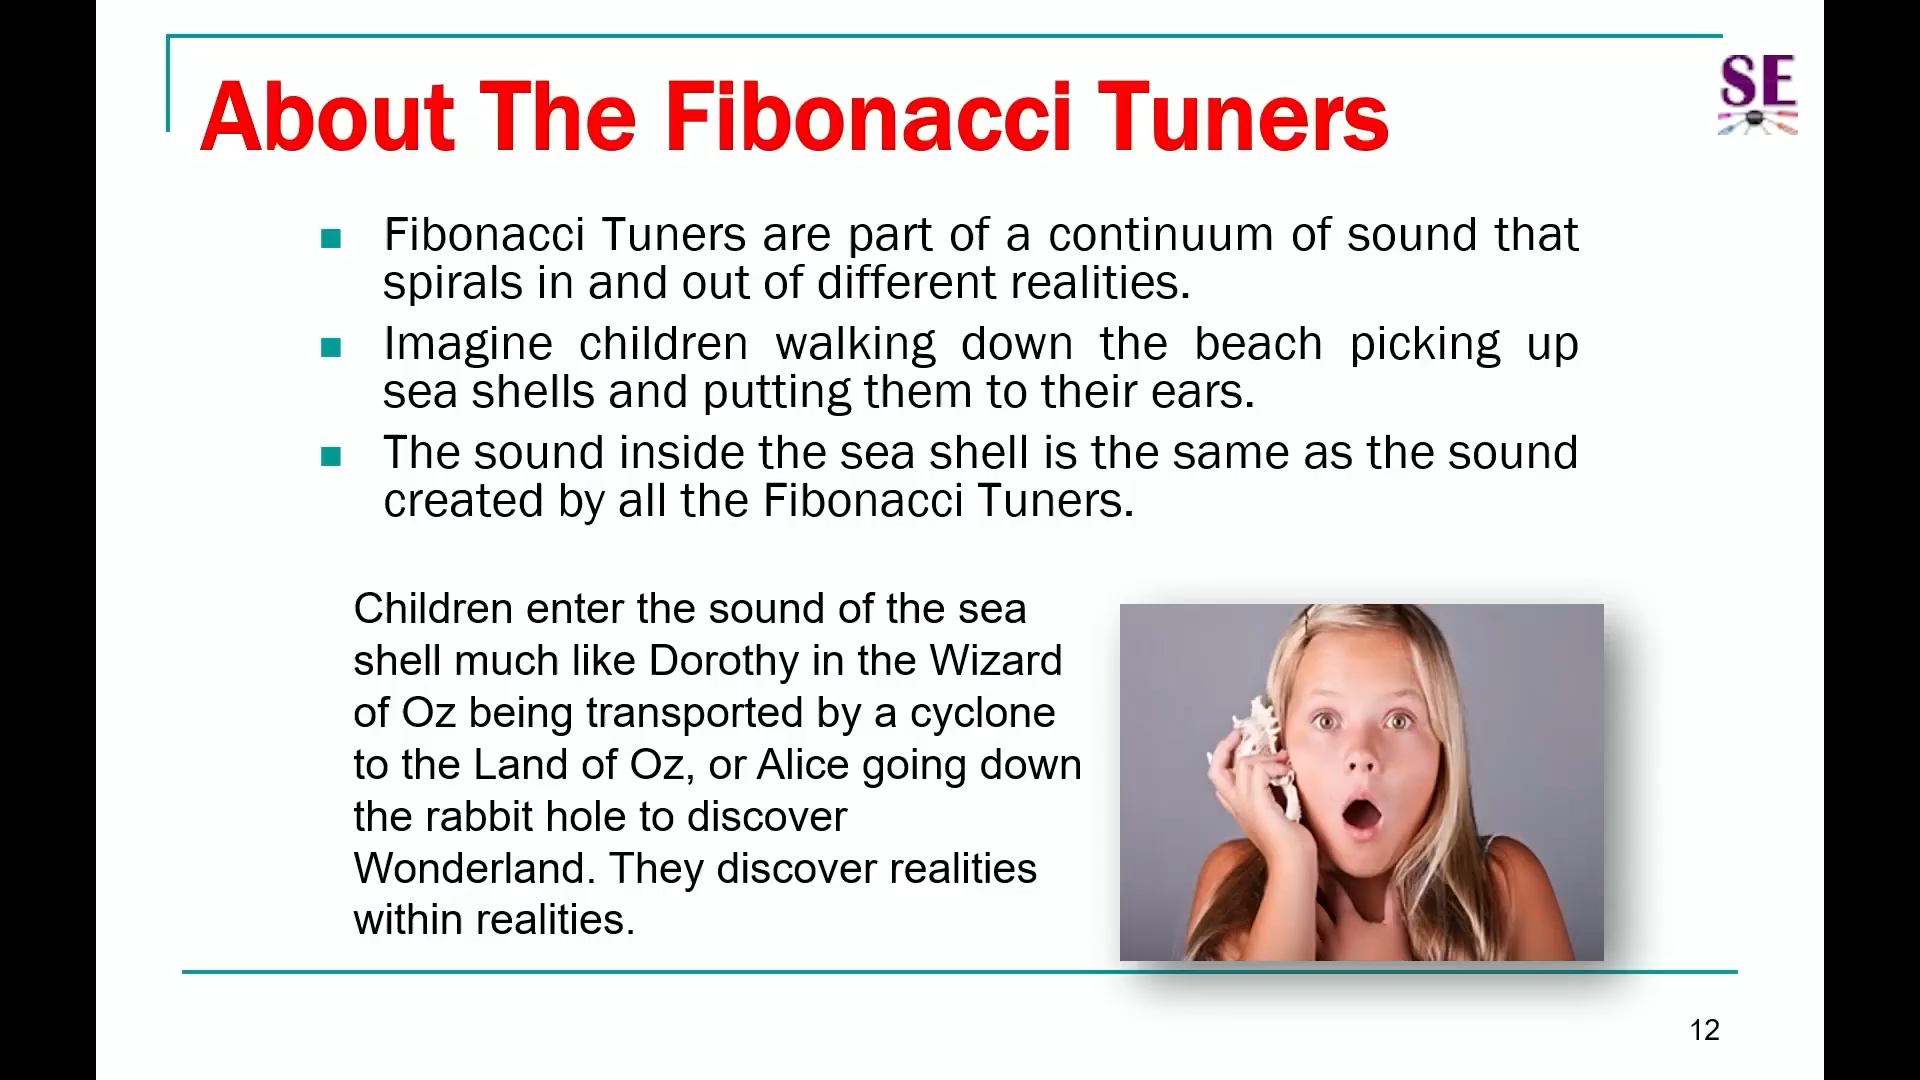 About The Fibonacci Tuners
SE
Fibonacci Tuners are part of a continuum of sound that
spirals in and out of different realities.
Imagine children walking down the beach picking up
sea shells and putting them to their ears.
The sound inside the sea shell is the same as the sound
created by all the Fibonacci Tuners.
Children enter the sound of the sea
shell much like Dorothy in the Wizard
of Oz being transported by a cyclone
to the Land of Oz, or Alice going down
the rabbit hole to discover
Wonderland. They discover realities
within realities.
12